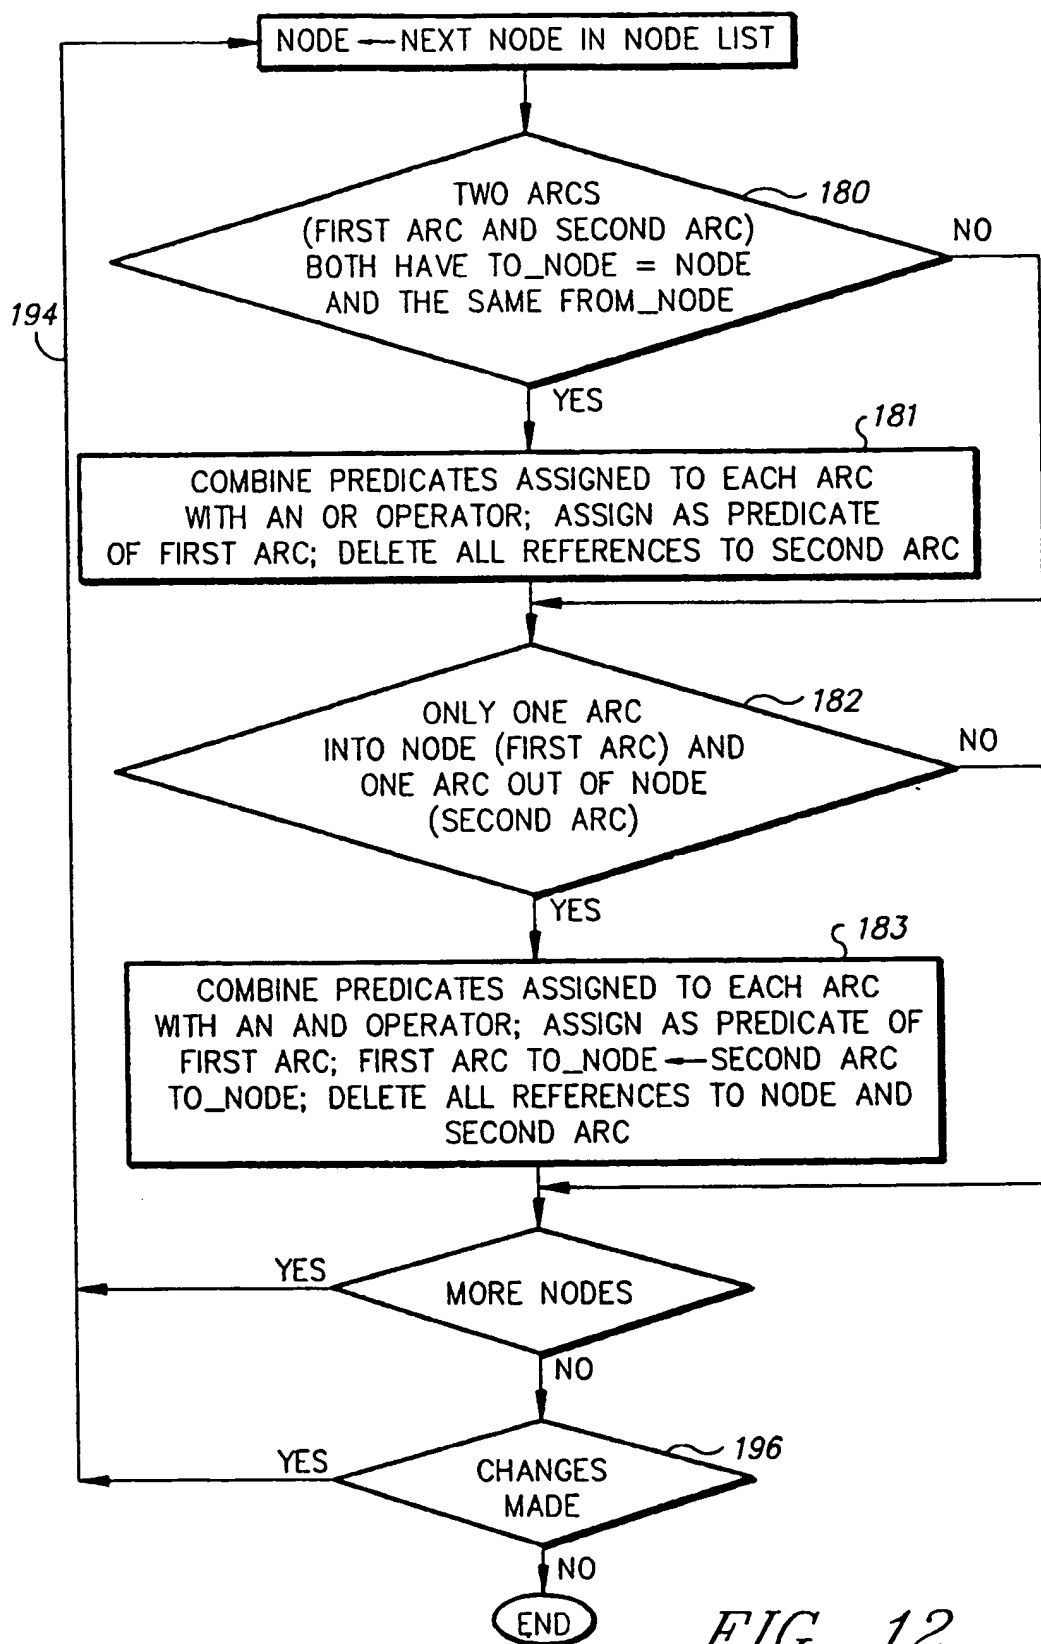 NODE ← NEXT NODE IN NODE LIST
TWO ARCS
(FIRST ARC AND SECOND ARC)
BOTH HAVE TO_NODE = NODE
AND THE SAME FROM_NODE
180
NO
194
YES
181
COMBINE PREDICATES ASSIGNED TO EACH ARC
WITH AN OR OPERATOR; ASSIGN AS PREDICATE
OF FIRST ARC; DELETE ALL REFERENCES TO SECOND ARC
182
ONLY ONE ARC
INTO NODE (FIRST ARC) AND
ONE ARC OUT OF NODE
(SECOND ARC)
NO
YES
183
COMBINE PREDICATES ASSIGNED TO EACH ARC
WITH AN AND OPERATOR; ASSIGN AS PREDICATE OF
FIRST ARC; FIRST ARC TO_NODE ← SECOND ARC
TO_NODE; DELETE ALL REFERENCES TO NODE AND
SECOND ARC
YES
MORE NODES
NO
196
YES
CHANGES
MADE
NO
END
FIG. 12